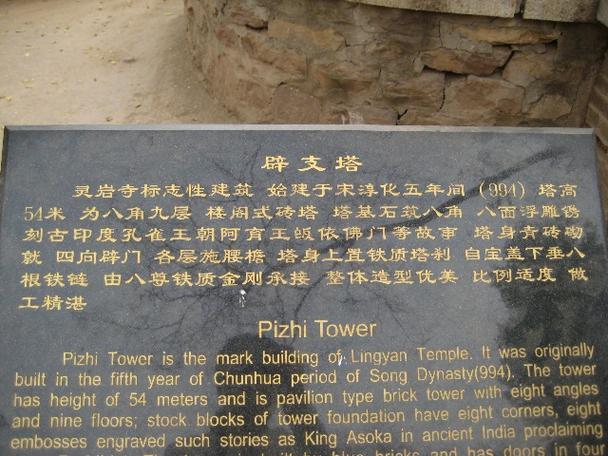 辟支塔
灵岩寺标志性建筑 始建于宋淳化五年间 (994) 塔高
54米 为八角九层 楼阁式砖塔 塔基石筑八角 八面浮雕镌
刻古印度孔雀王朝阿育王皈依佛门等故事 塔身青砖砌
就 四向辟门 各层施腰檐 塔身上置铁质塔刹 自宝盖下垂八
根铁链 由八尊铁质金刚承接 整体造型优美 比例适度 做
工精湛
Pizhi Tower
Pizhi Tower is the mark building of Lingyan Temple. It was originally
built in the fifth year of Chunhua period of Song Dynasty(994). The tower
has height of 54 meters and is pavilion type brick tower with eight angles
and nine floors; stock blocks of tower foundation have eight corners, eight
embosses engraved such stories as King Asoka in ancient India proclaiming
built by blue bricks and has doors in four